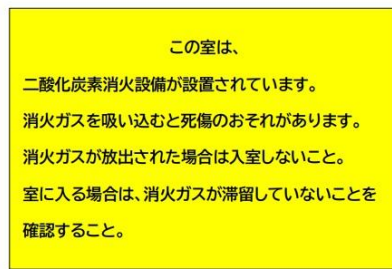 この室は、
二酸化炭素消火設備が設置されています。
消火ガスを吸い込むと死傷のおそれがあります。
消火ガスが放出された場合は入室しないこと。
室に入る場合は、消火ガスが滞留していないことを
確認すること。